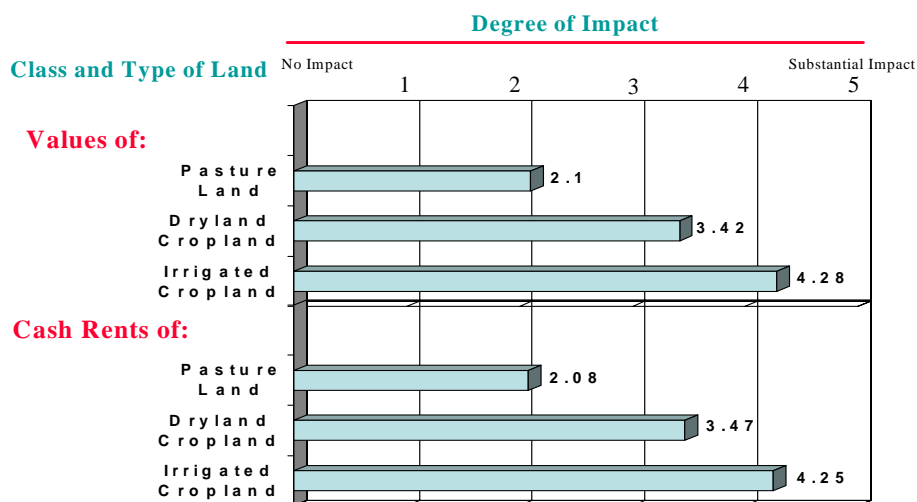 Degree of Impact
Class and Type of Land
No Impact
Substantial Impact
1 2 3 4 5
Values of:
Pasture
Land
2.1
Dryland
Cropland
3.42
Irrigated
Cropland
4.28
Cash Rents of:
Pasture
Land
2.08
Dryland
Cropland
3.47
Irrigated
Cropland
4.25